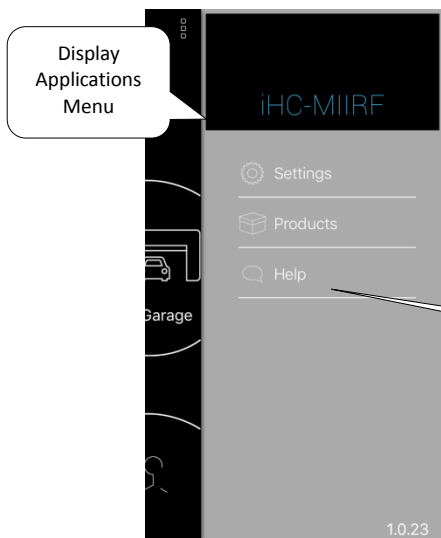 Display
Applications
Menu
iHC-MIIRF
Settings
Products
Help
Garage
1.0.23